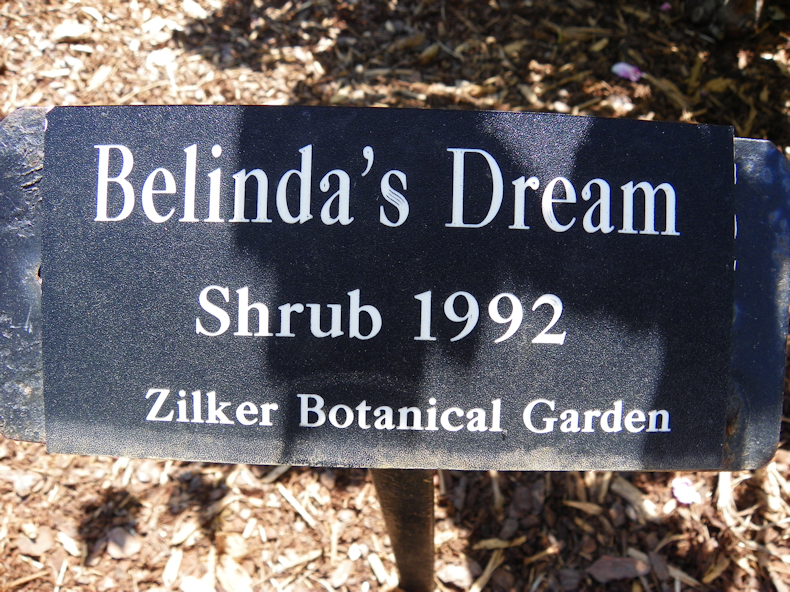 Belinda's Dream
Shrub 1992
Zilker Botanical Garden